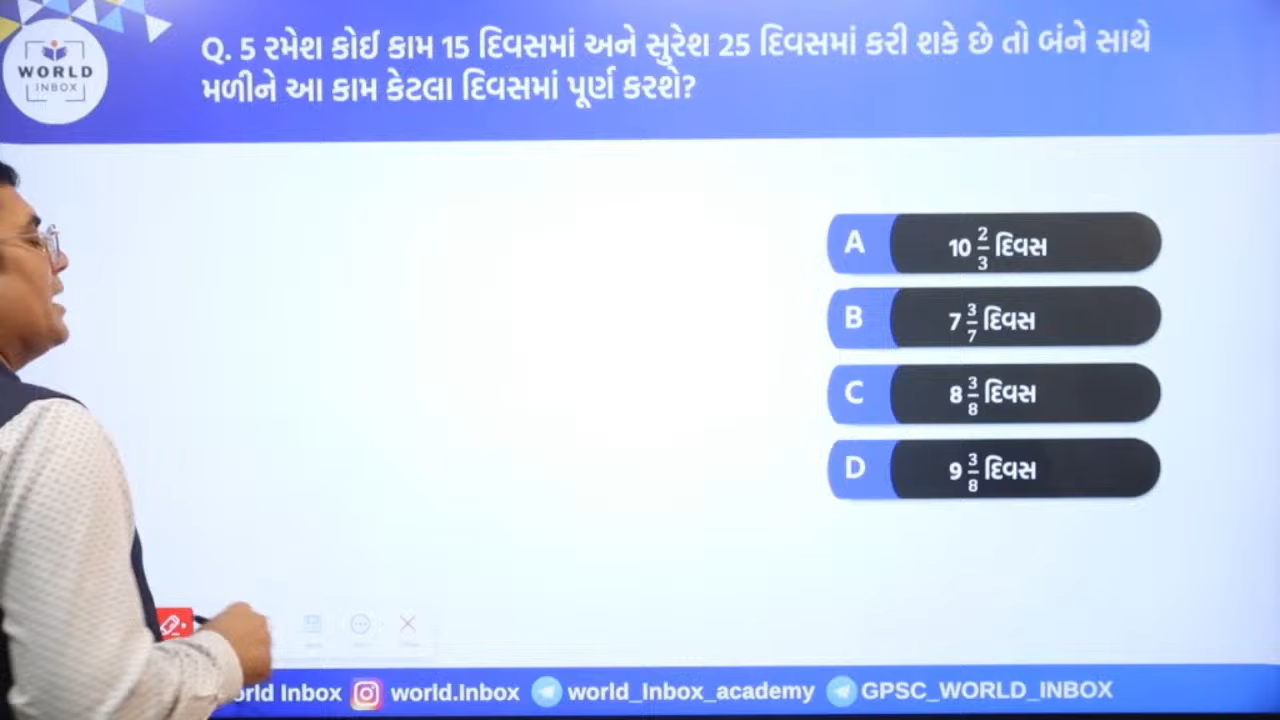 WORLD
INBOX
Q. 5 રમેશ કોઈ કામ 15 દિવસમાં અને સુરેશ 25 દિવસમાં કરી શકે છે તો બંને સાથે
મળીને આ કામ કેટલા દિવસમાં પૂર્ણ કરશે?
A 10 2/3 દિવસ
B 7 3/7 દિવસ
C 8 3/8 દિવસ
D 9 3/8 દિવસ
orld Inbox world.Inbox world_Inbox_academy GPSC_WORLD_INBOX